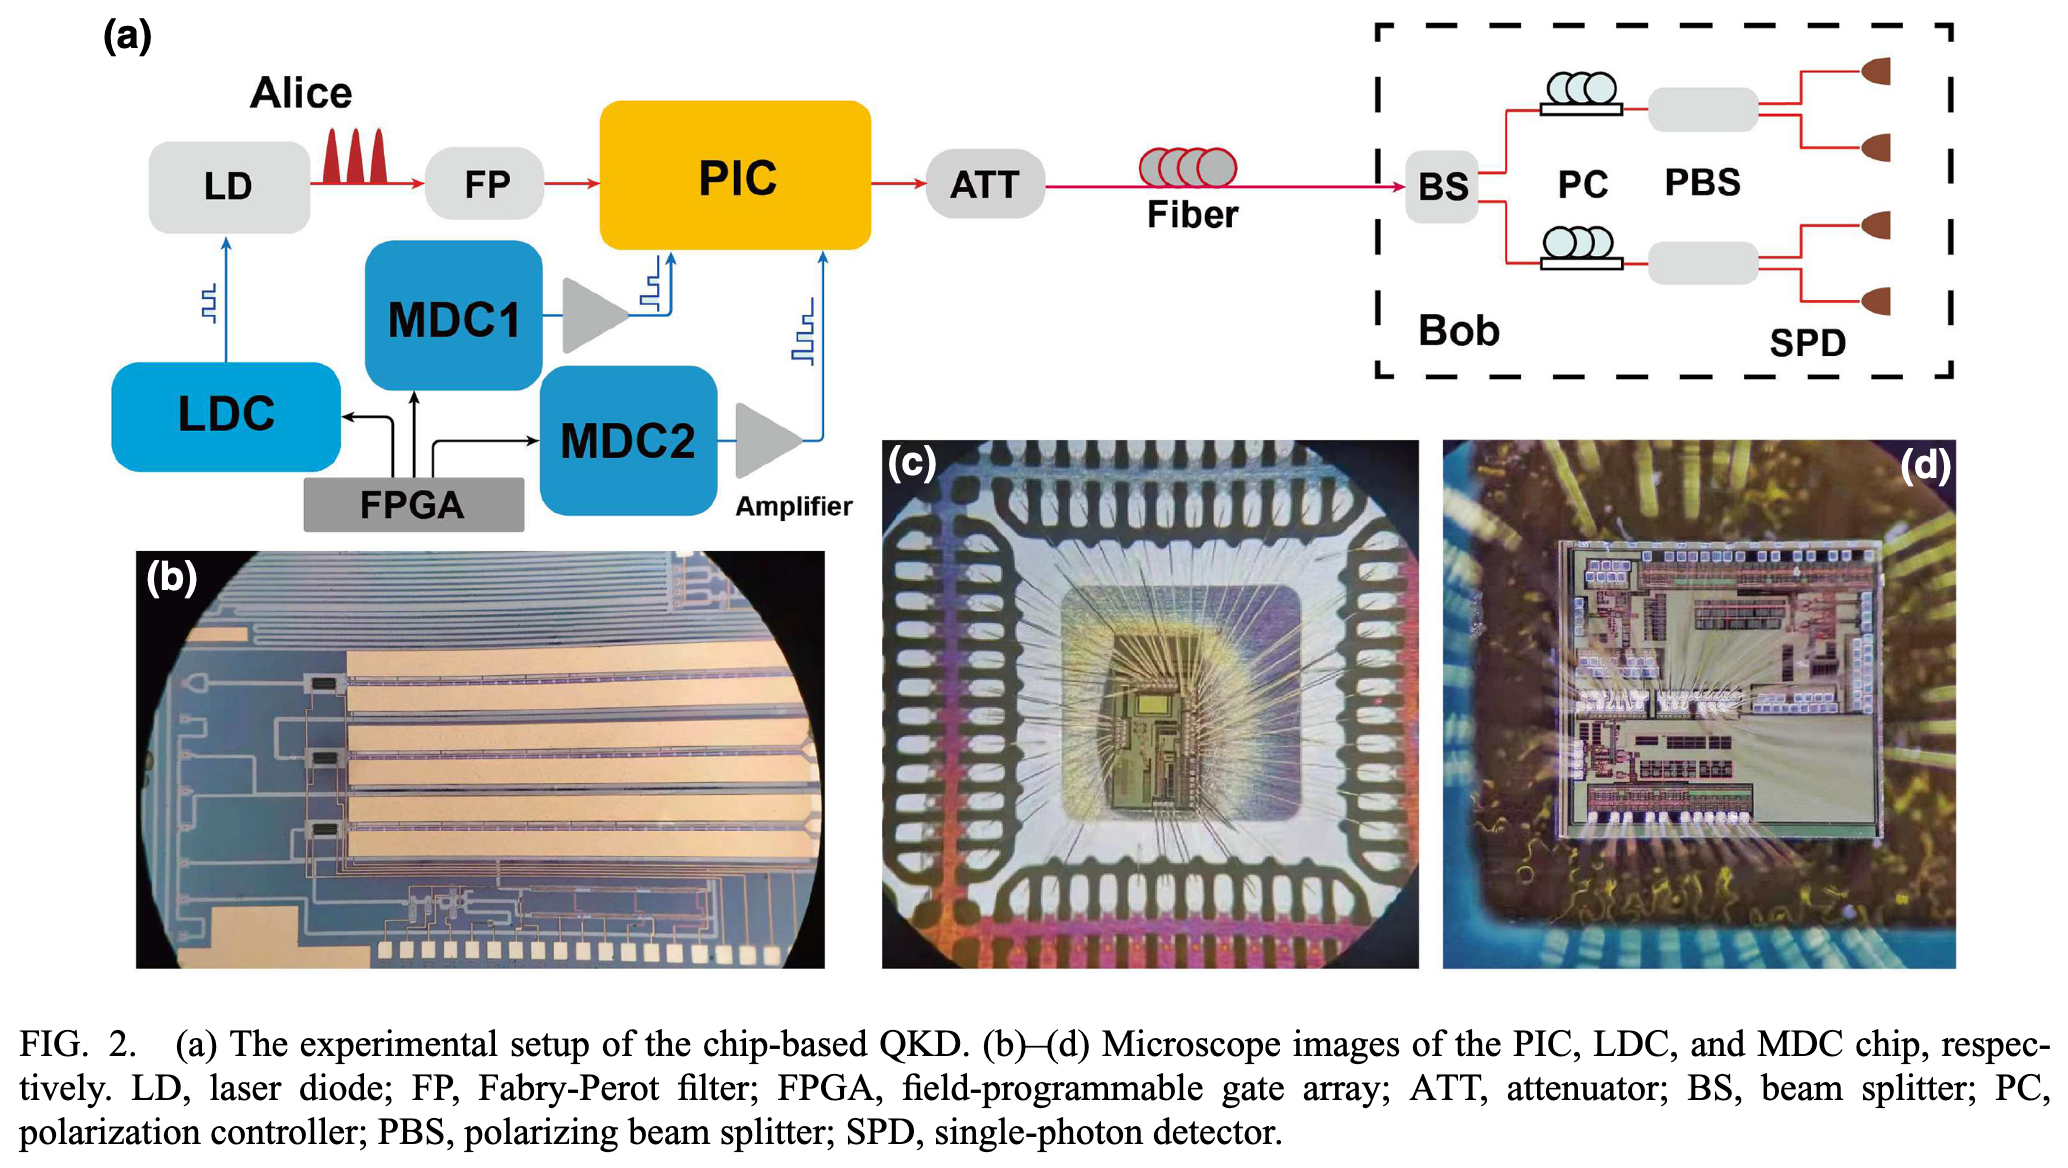 (a)
Alice
LD
FP
PIC
ATT
Fiber
BS
PC
PBS
Bob
SPD
MDC1
LDC
MDC2
FPGA
Amplifier
(b)
(c)
(d)
FIG. 2. (a) The experimental setup of the chip-based QKD. (b)–(d) Microscope images of the PIC, LDC, and MDC chip, respec-
tively. LD, laser diode; FP, Fabry-Perot filter; FPGA, field-programmable gate array; ATT, attenuator; BS, beam splitter; PC,
polarization controller; PBS, polarizing beam splitter; SPD, single-photon detector.